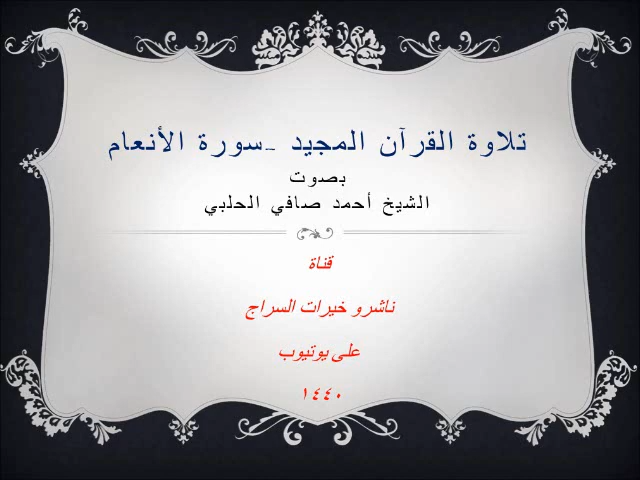 تلاوة القرآن المجيد -سورة الأنعام
بصوت
الشيخ أحمد صافي الحلبي
قناة
ناشرو خيرات السراج
على يوتيوب
١٤٤٠